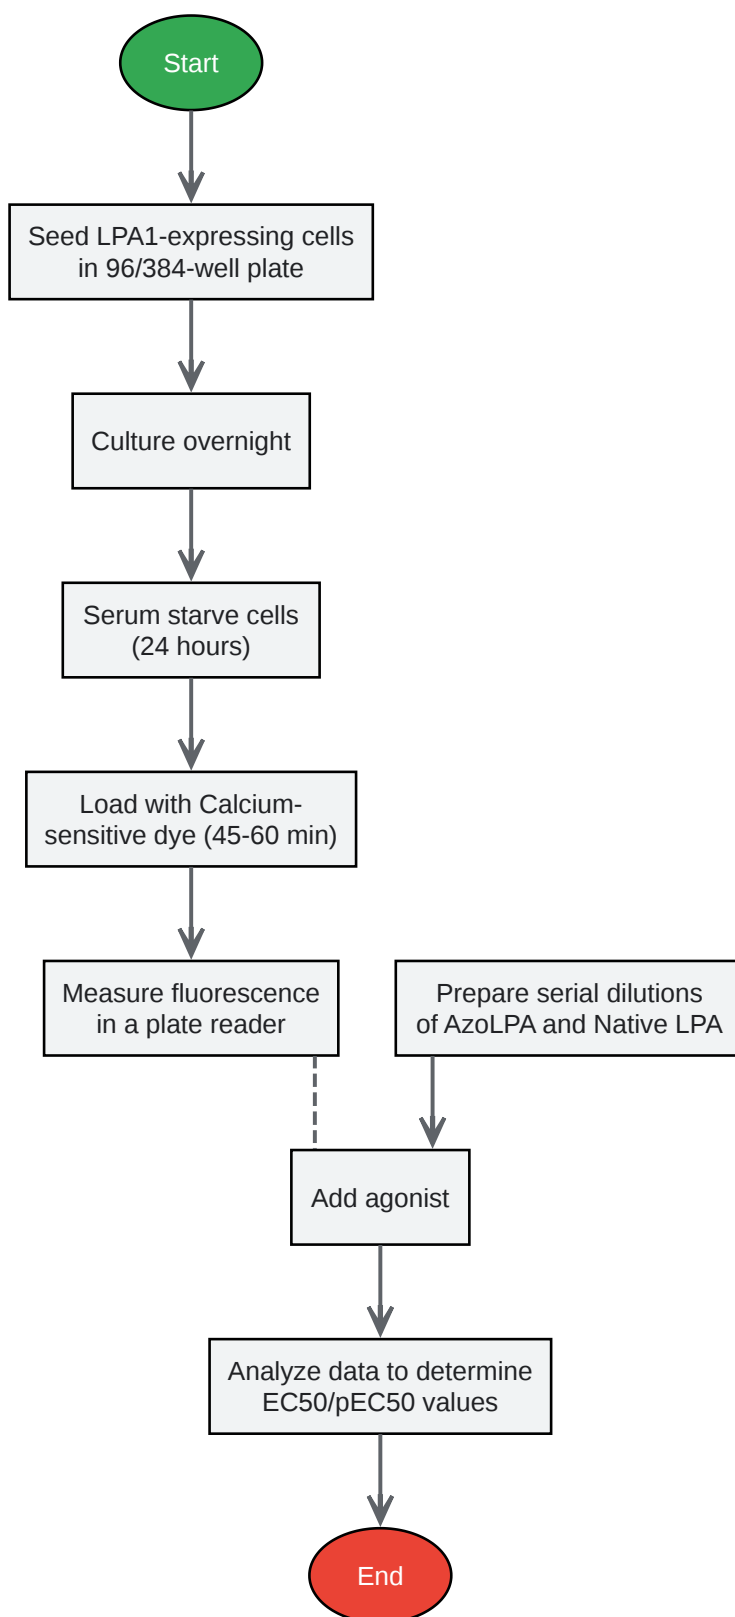 Start
Seed LPA1-expressing cells
in 96/384-well plate
Culture overnight
Serum starve cells
(24 hours)
Load with Calcium-
sensitive dye (45-60 min)
Measure fluorescence
in a plate reader
Prepare serial dilutions
of AzoLPA and Native LPA
Add agonist
Analyze data to determine
EC50/pEC50 values
End